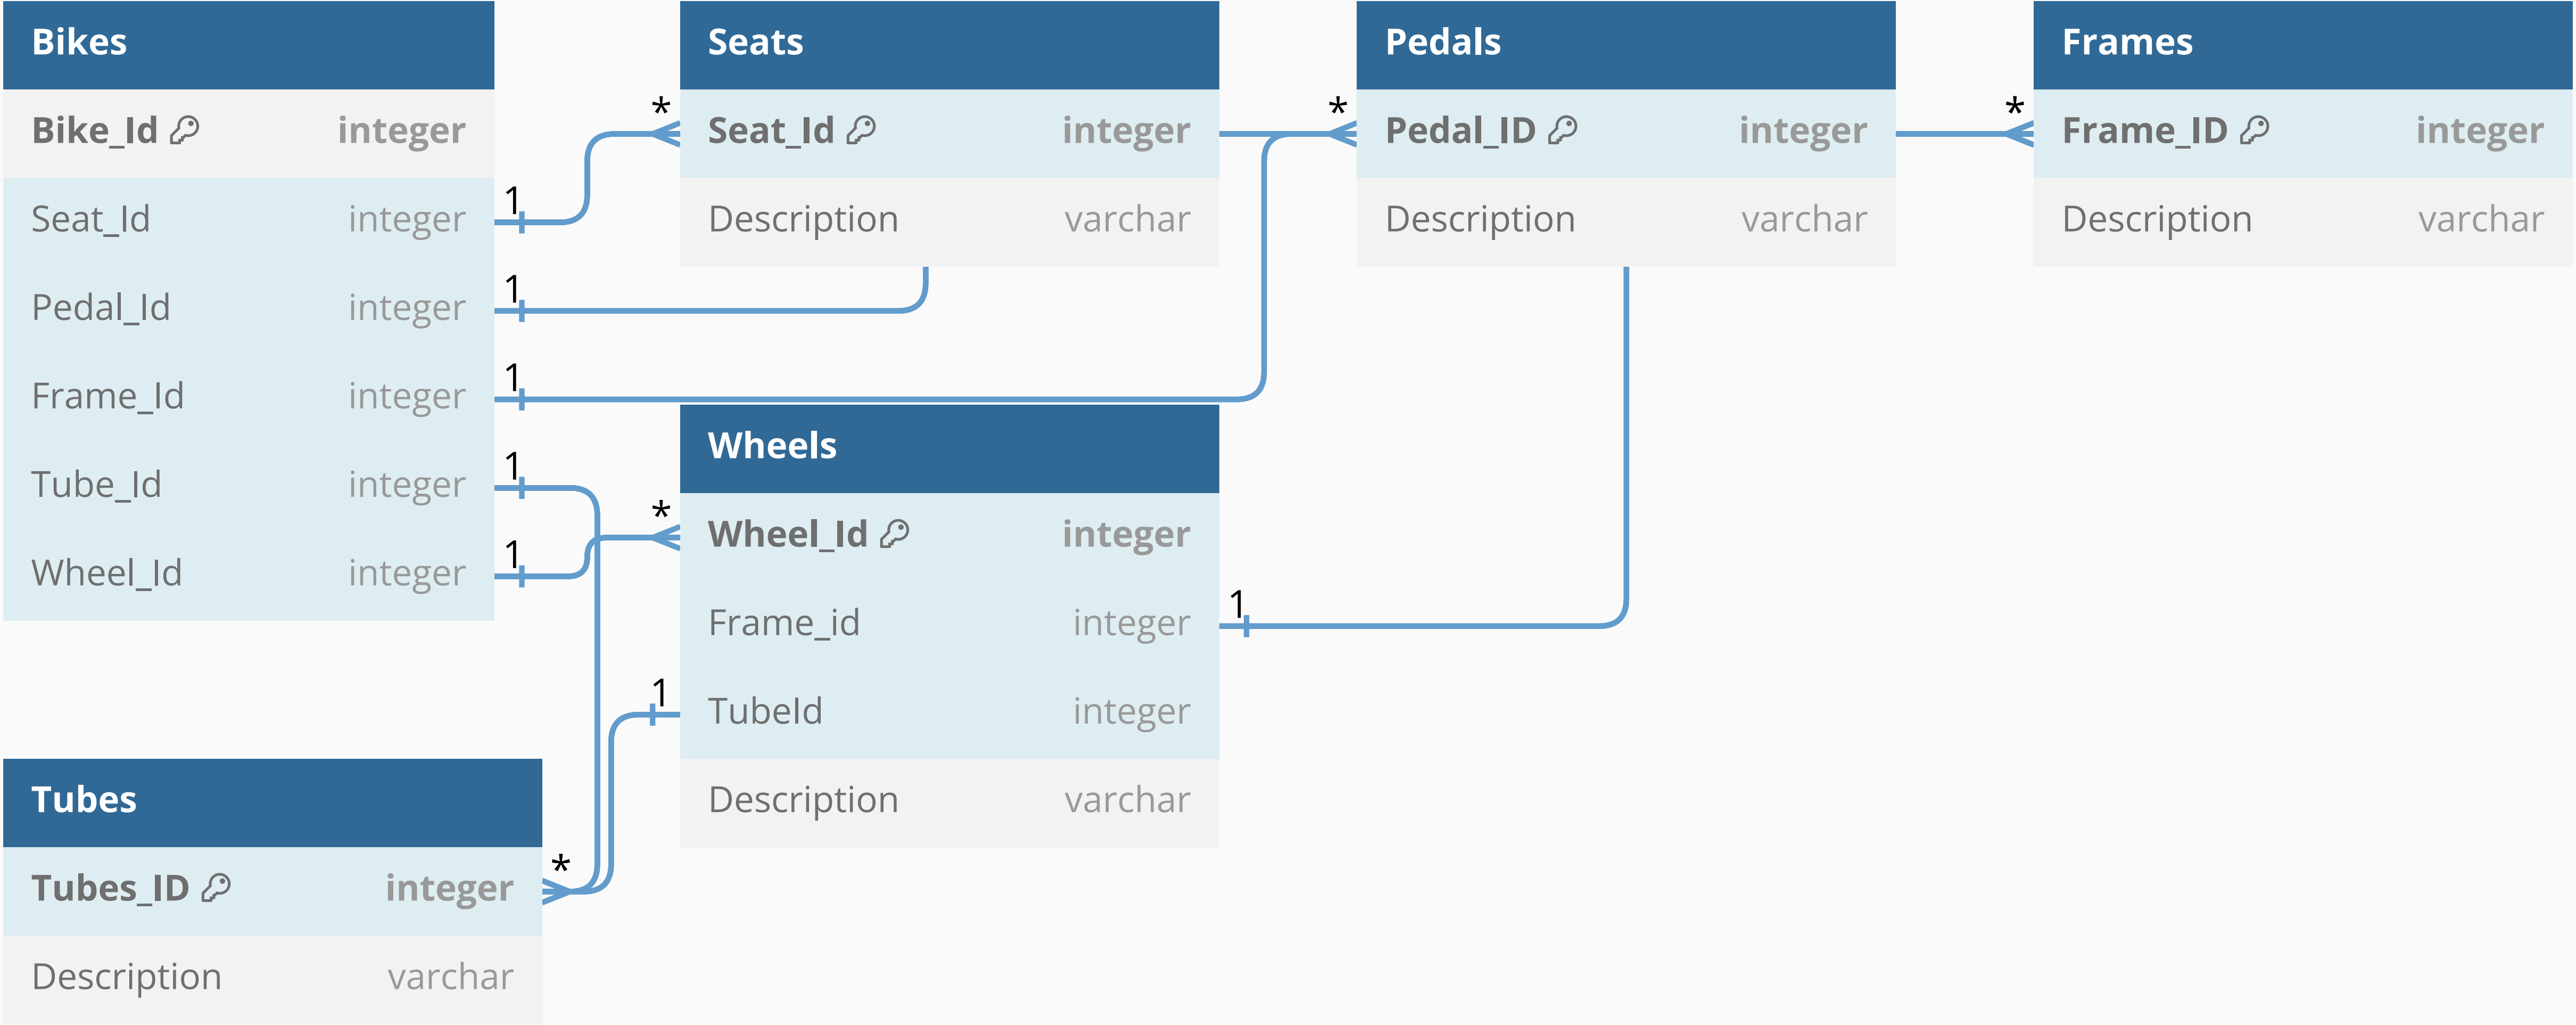 Bikes
Bike_Id integer
Seat_Id integer
Pedal_Id integer
Frame_Id integer
Tube_Id integer
Wheel_Id integer
1
1
1
1
1
*
Seats
Seat_Id integer
Description varchar
*
Pedals
Pedal_ID integer
Description varchar
*
Frames
Frame_ID integer
Description varchar
*
Wheels
Wheel_Id integer
Frame_id integer
TubeId integer
Description varchar
1
1
Tubes
Tubes_ID integer
Description varchar
*